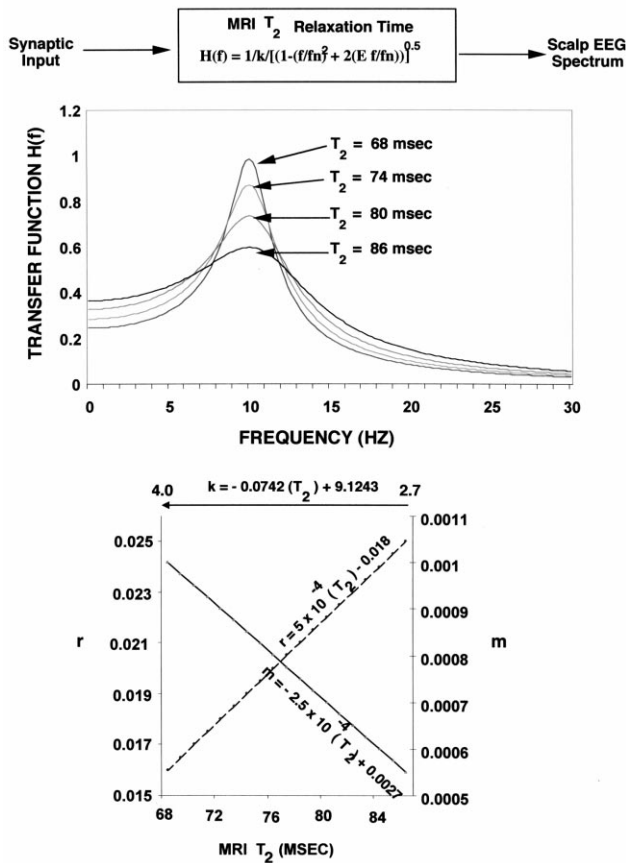 MRI T2 Relaxation Time
H(f) = 1/k/[(1-(f/fn)2 + 2(E f/fn))]0.5
Synaptic
Input
Scalp EEG
Spectrum
TRANSFER FUNCTION H(f)
1.2
1
0.8
0.6
0.4
0.2
0
T2 = 68 msec
T2 = 74 msec
T2 = 80 msec
T2 = 86 msec
0 5 10 15 20 25 30
FREQUENCY (HZ)
4.0 k = - 0.0742 (T2) + 9.1243 2.7
r
0.025
0.023
0.021
0.019
0.017
0.015
r = 5 x 10-4 (T2) - 0.018
m = - 2.5 x 10-4 (T2) + 0.0027
0.0011
0.001
0.0009
0.0008
0.0007
0.0006
0.0005
m
68 72 76 80 84
MRI T2 (MSEC)